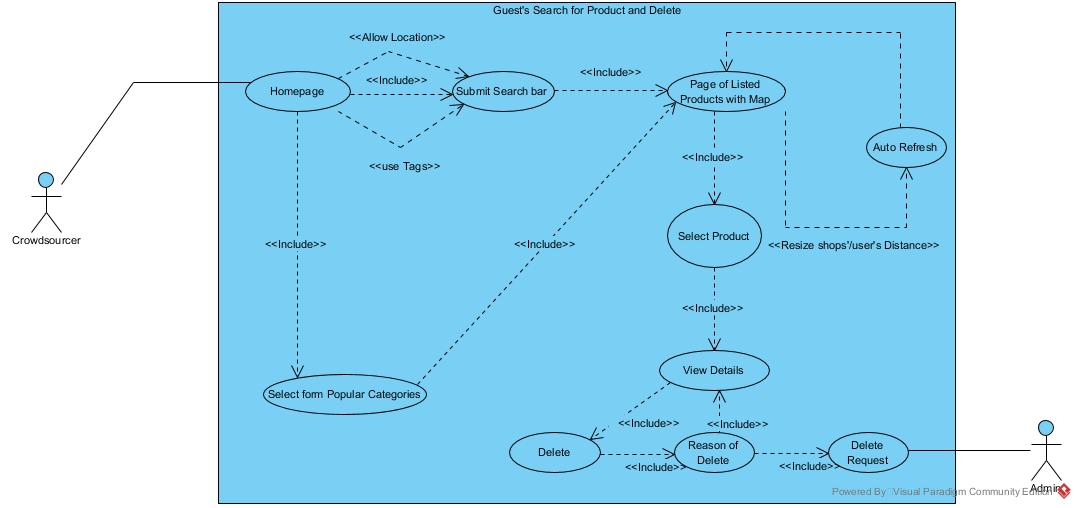 Guest's Search for Product and Delete
<<Allow Location>>
<<Include>>
<<Include>>
Homepage
Submit Search bar
Page of Listed
Products with Map
<<use Tags>>
Auto Refresh
<<Include>>
Select Product
Crowdsourcer
<<Include>>
<<Include>>
<<Resize shops'/user's Distance>>
<<Include>>
View Details
Select form Popular Categories
<<Include>>
<<Include>>
Delete
Reason of
Delete
Delete
Request
<<Include>>
<<Include>>
Admin
Powered By Visual Paradigm Community Edition